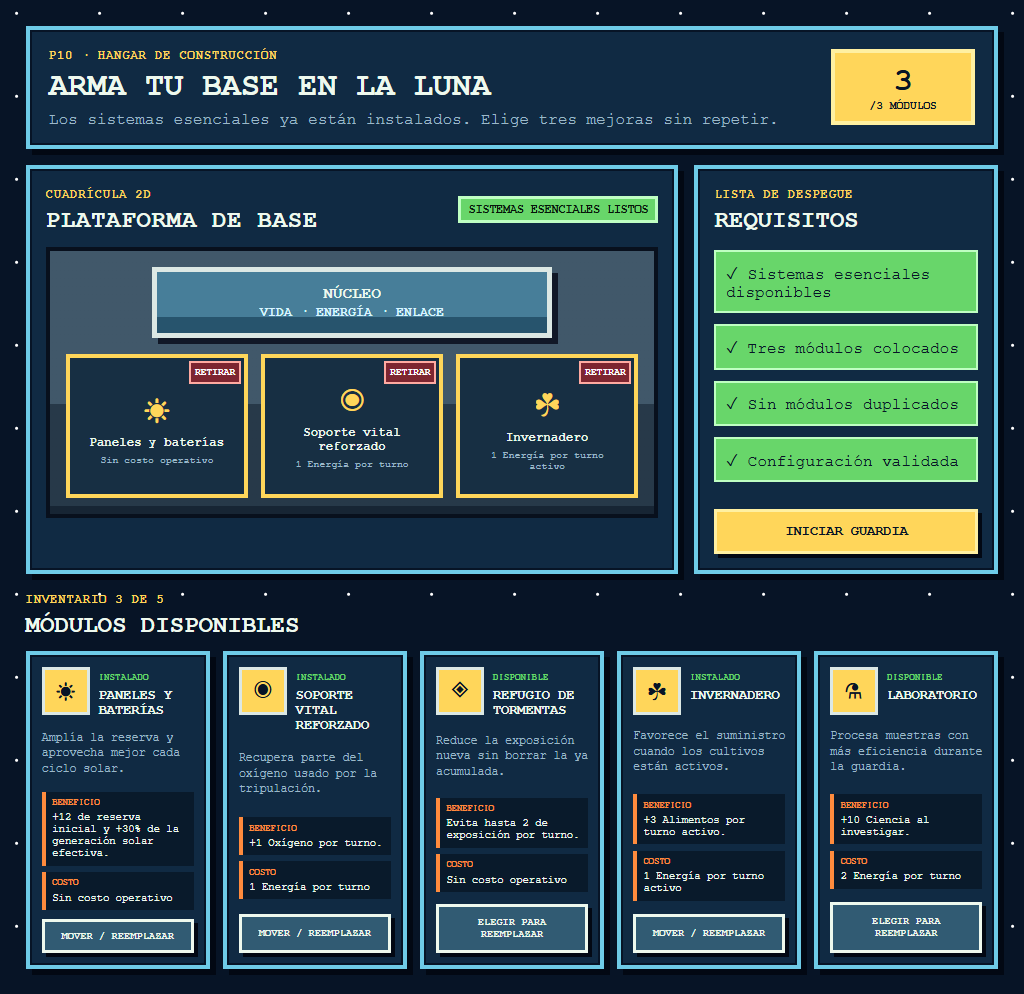 P10 · HANGAR DE CONSTRUCCIÓN
ARMA TU BASE EN LA LUNA
Los sistemas esenciales ya están instalados. Elige tres mejoras sin repetir.
3
/3 MÓDULOS
CUADRÍCULA 2D
PLATAFORMA DE BASE
SISTEMAS ESENCIALES LISTOS
NÚCLEO
VIDA · ENERGÍA · ENLACE
RETIRAR
Paneles y baterías
Sin costo operativo
RETIRAR
Soporte vital
reforzado
1 Energía por turno
RETIRAR
Invernadero
1 Energía por turno
activo
LISTA DE DESPEGUE
REQUISITOS
✓ Sistemas esenciales
disponibles
✓ Tres módulos colocados
✓ Sin módulos duplicados
✓ Configuración validada
INICIAR GUARDIA
INVENTARIO 3 DE 5
MÓDULOS DISPONIBLES
INSTALADO
PANELES Y
BATERÍAS
Amplía la reserva y
aprovecha mejor cada
ciclo solar.
BENEFICIO
+12 de reserva
inicial y +30% de la
generación solar
efectiva.
COSTO
Sin costo operativo
MOVER / REEMPLAZAR
INSTALADO
SOPORTE
VITAL
REFORZADO
Recupera parte del
oxígeno usado por la
tripulación.
BENEFICIO
+1 Oxígeno por turno.
COSTO
1 Energía por turno
MOVER / REEMPLAZAR
DISPONIBLE
REFUGIO DE
TORMENTAS
Reduce la exposición
nueva sin borrar la ya
acumulada.
BENEFICIO
Evita hasta 2 de
exposición por turno.
COSTO
Sin costo operativo
ELEGIR PARA
REEMPLAZAR
INSTALADO
INVERNADERO
Favorece el suministro
cuando los cultivos
están activos.
BENEFICIO
+3 Alimentos por
turno activo.
COSTO
1 Energía por turno
activo
MOVER / REEMPLAZAR
DISPONIBLE
LABORATORIO
Procesa muestras con
más eficiencia durante
la guardia.
BENEFICIO
+10 Ciencia al
investigar.
COSTO
2 Energía por turno
ELEGIR PARA
REEMPLAZAR